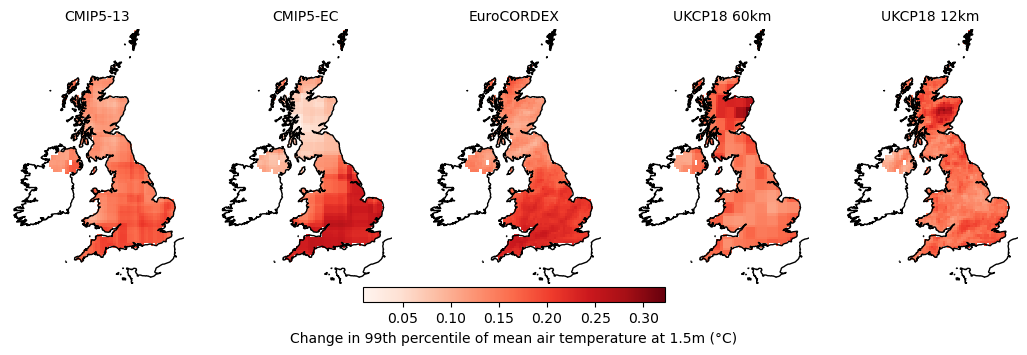 CMIP5-13 CMIP5-EC EuroCORDEX UKCP18 60km UKCP18 12km
0.05 0.10 0.15 0.20 0.25 0.30
Change in 99th percentile of mean air temperature at 1.5m (°C)